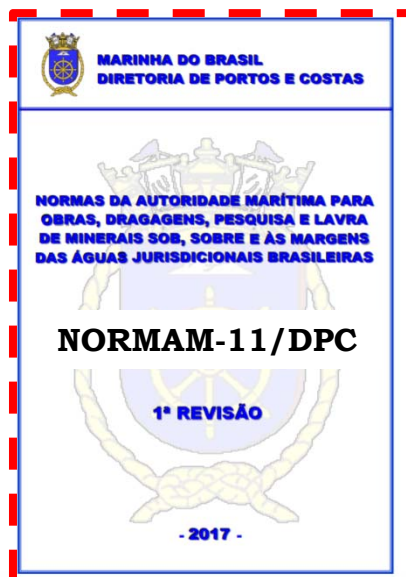 MARINHA DO BRASIL
DIRETORIA DE PORTOS E COSTAS
NORMAS DA AUTORIDADE MARÍTIMA PARA
OBRAS, DRAGAGENS, PESQUISA E LAVRA
DE MINERAIS SOB, SOBRE E ÀS MARGENS
DAS ÁGUAS JURISDICIONAIS BRASILEIRAS
NORMAM-11/DPC
1ª REVISÃO
- 2017 -